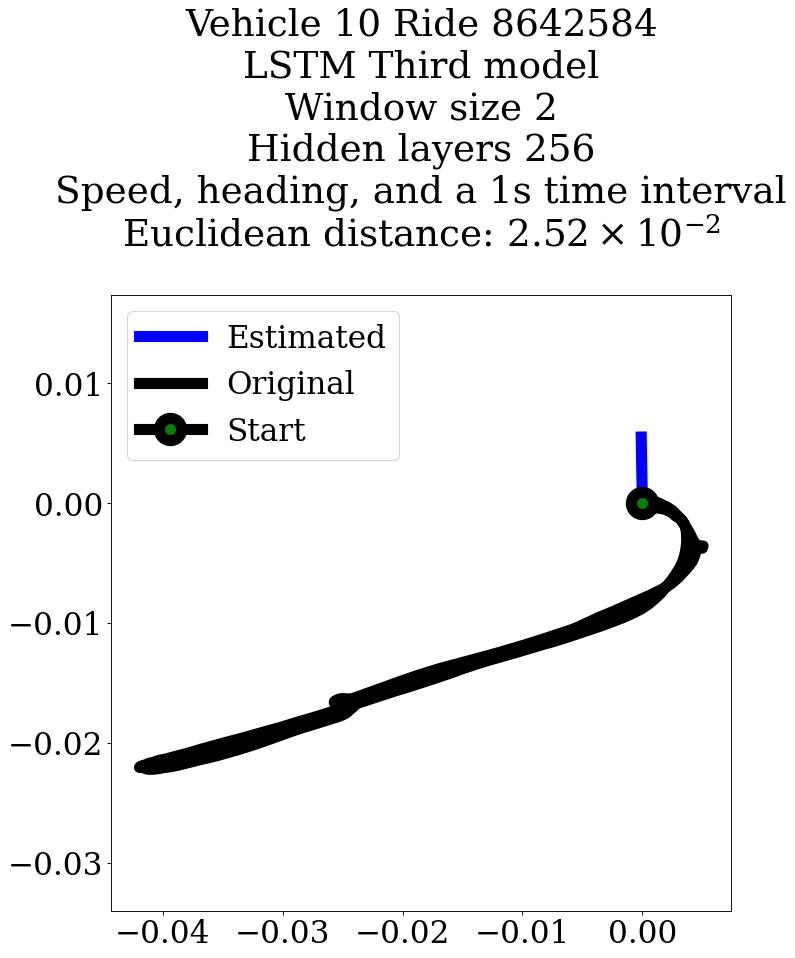 Vehicle 10 Ride 8642584
LSTM Third model
Window size 2
Hidden layers 256
Speed, heading, and a 1s time interval
Euclidean distance: 2.52 × 10⁻²
Estimated
Original
Start
0.01
0.00
−0.01
−0.02
−0.03
−0.04 −0.03 −0.02 −0.01 0.00